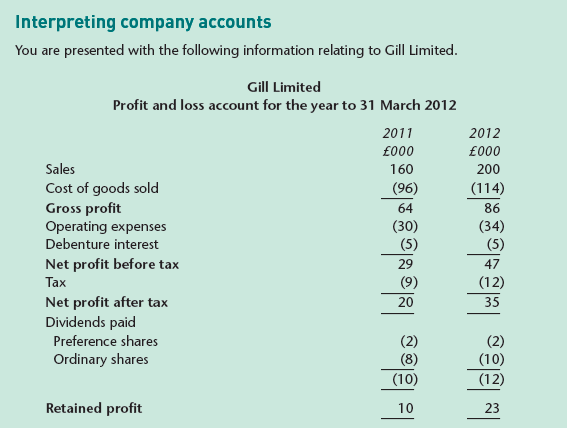 Interpreting company accounts
You are presented with the following information relating to Gill Limited.
Gill Limited
Profit and loss account for the year to 31 March 2012
2011 2012
£000 £000
Sales 160 200
Cost of goods sold (96) (114)
Gross profit 64 86
Operating expenses (30) (34)
Debenture interest (5) (5)
Net profit before tax 29 47
Tax (9) (12)
Net profit after tax 20 35
Dividends paid
Preference shares (2) (2)
Ordinary shares (8) (10)
(10) (12)
Retained profit 10 23